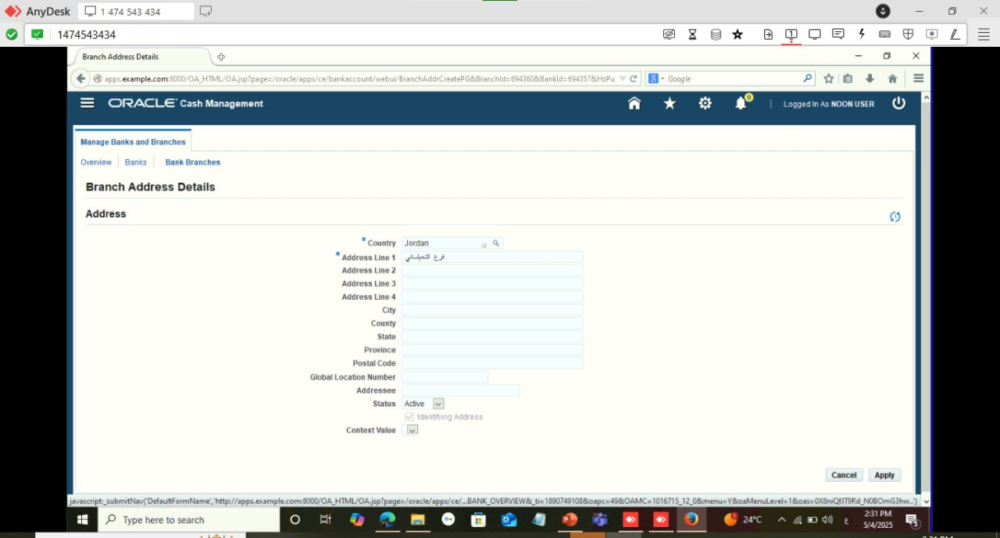 AnyDesk
1 474 543 434
1474543434
Branch Address Details
apps.example.com:8000/OA_HTML/OA.jsp?page=/oracle/apps/ce/bankaccount/webui/BranchAddrCreatePG&BranchId=694360&BankId=694357&HzPu
8
Google
ORACLE Cash Management
0
Logged In As NOON USER
Manage Banks and Branches
Overview
Banks
Bank Branches
Branch Address Details
Address
* Country Jordan
* Address Line 1 فرع الشميساني
Address Line 2
Address Line 3
Address Line 4
City
County
State
Province
Postal Code
Global Location Number
Addressee
Status Active
Identifying Address
Context Value
Cancel
Apply
javascript:_submitNav('DefaultFormName','http://apps.example.com:8000/OA_HTML/OA.jsp?page=/oracle/apps/ce/...BANK_OVERVIEW&_ti=1890749108&oapc=49&OAMC=1016715_12_0&menu=Y&oaMenuLevel=1&oas=0X8niQfJT9Rd_N0BOmG3hw..')
Type here to search
24°C
ع
2:31 PM
5/4/2025
5